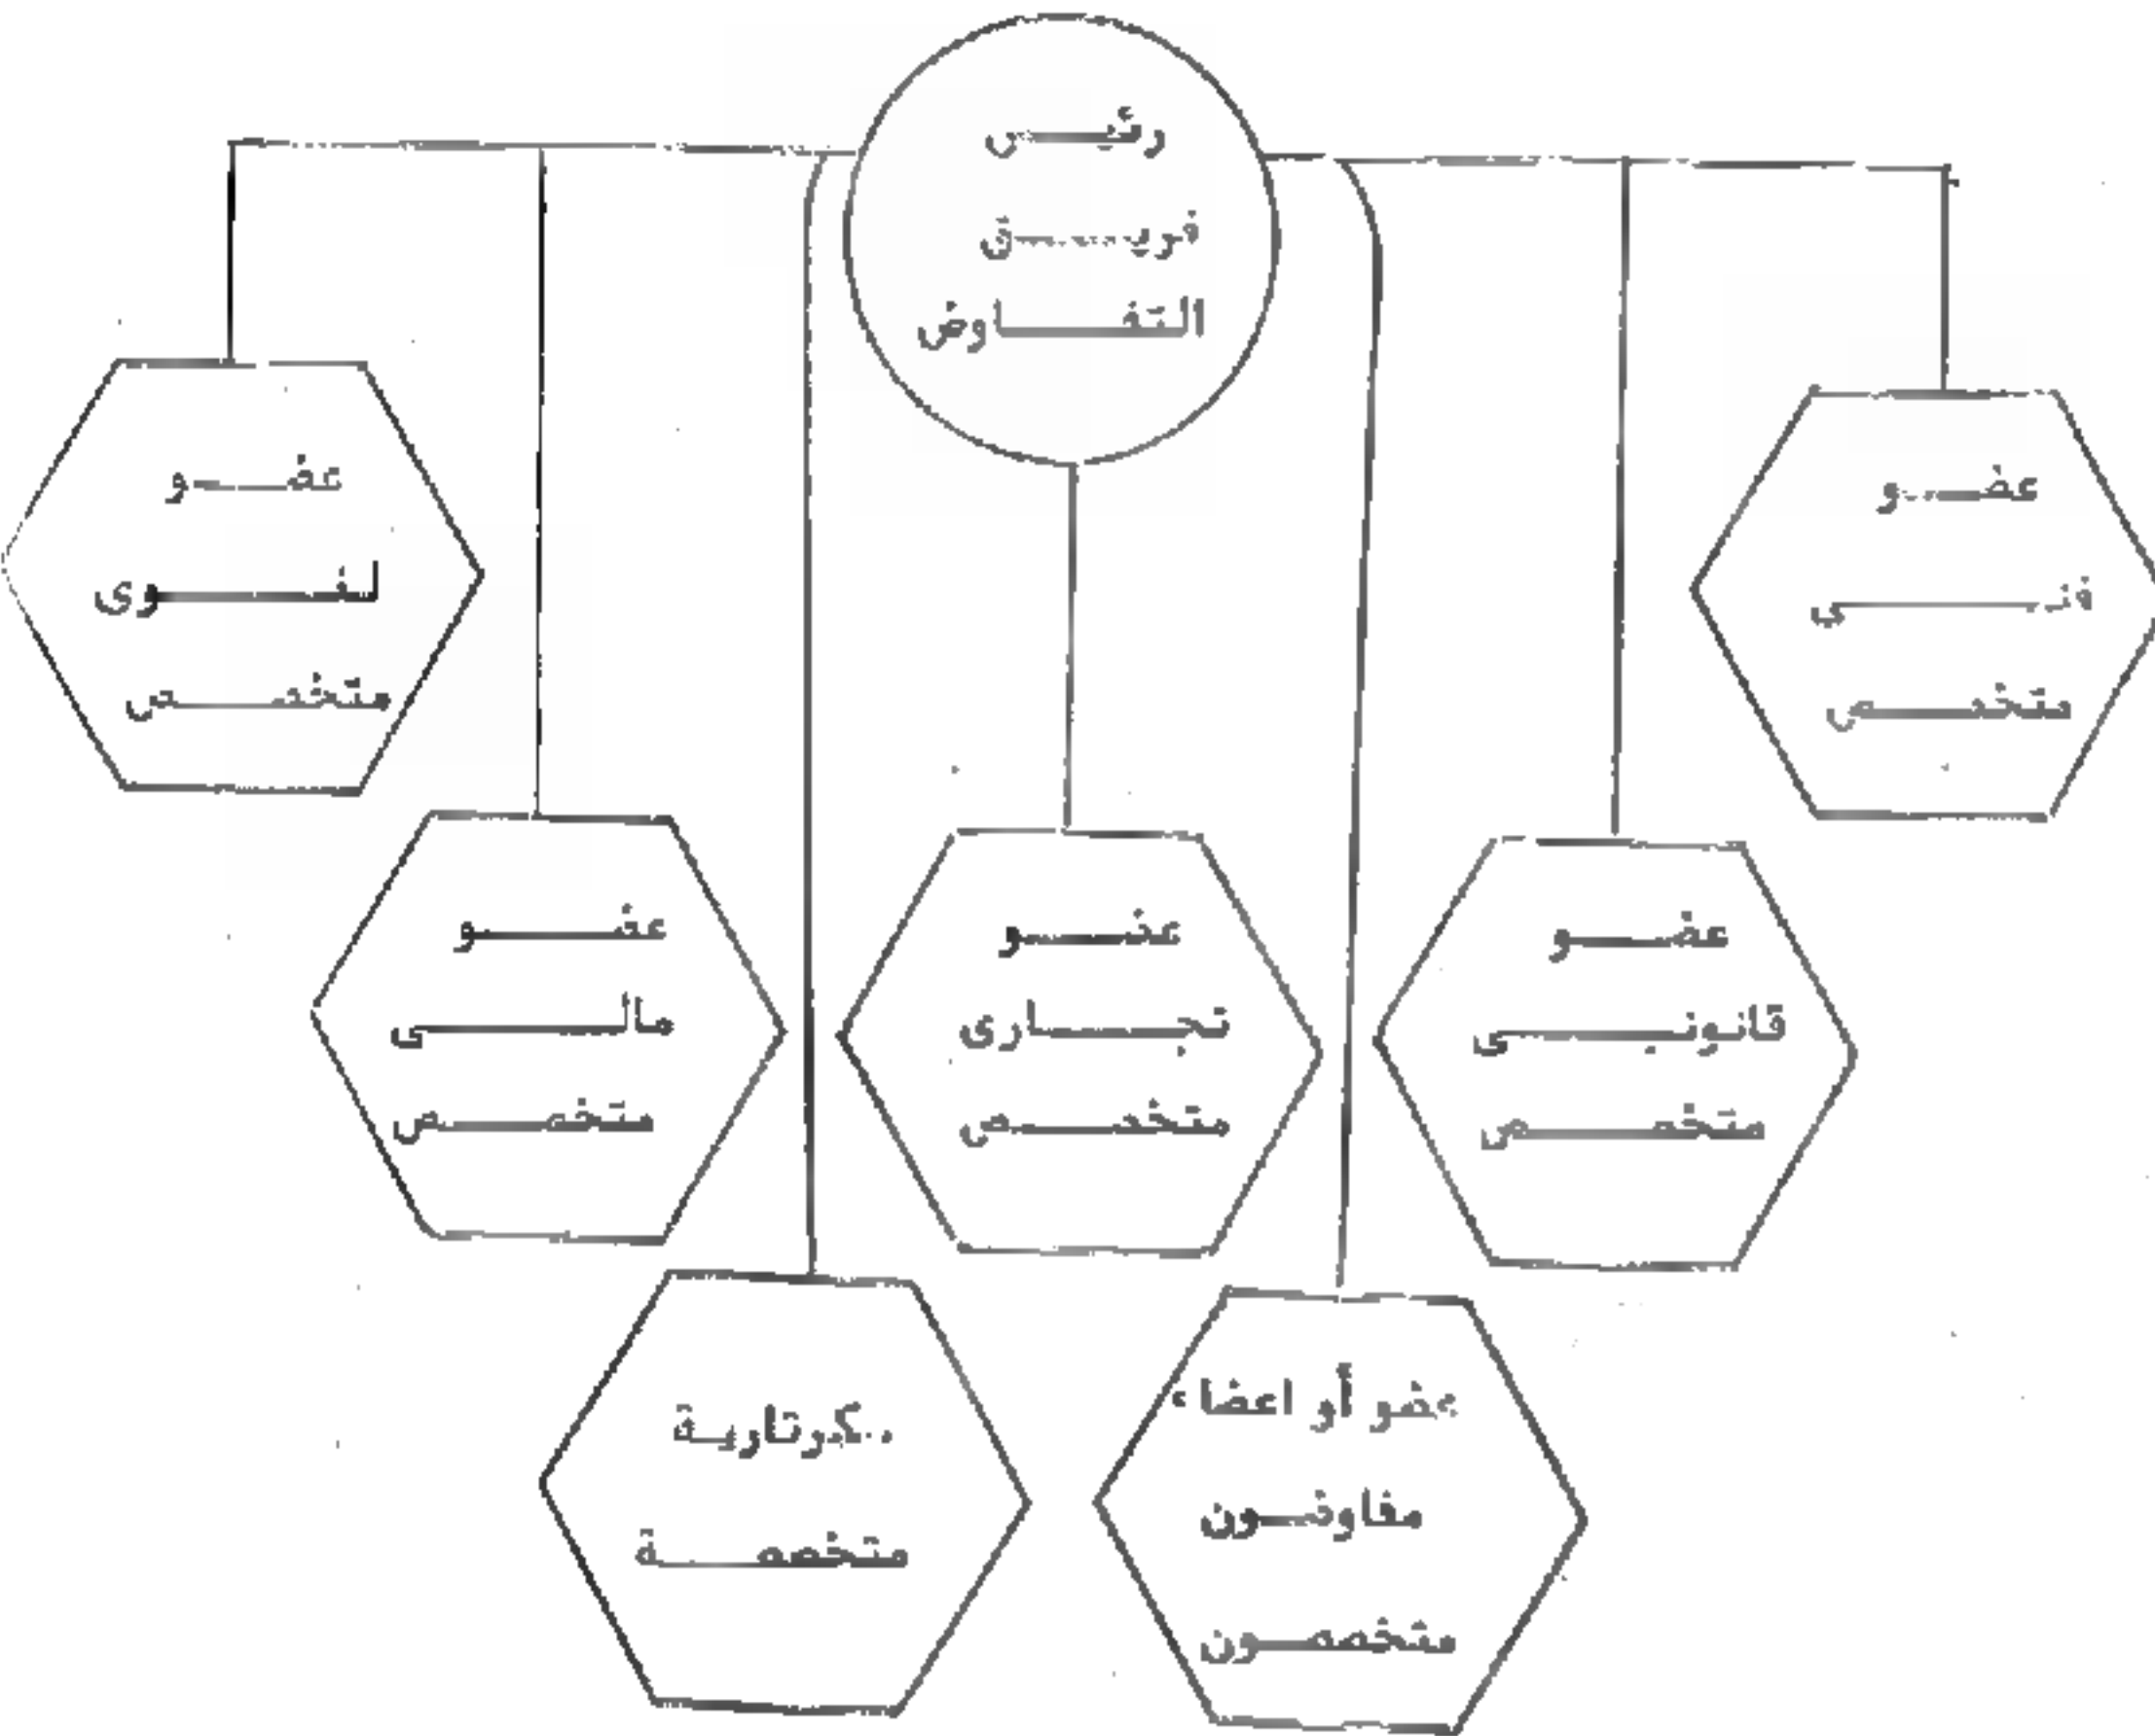 رئيس
فريق
التفاوض
عضو
فنى
متخصص
عضو
لغوى
متخصص
عضو
قانونى
متخصص
عضو
تجارى
متخصص
عضو
مالى
متخصص
عضو أو اعضاء
مفاوضون
متخصصون
سكرتارية
متخصصة